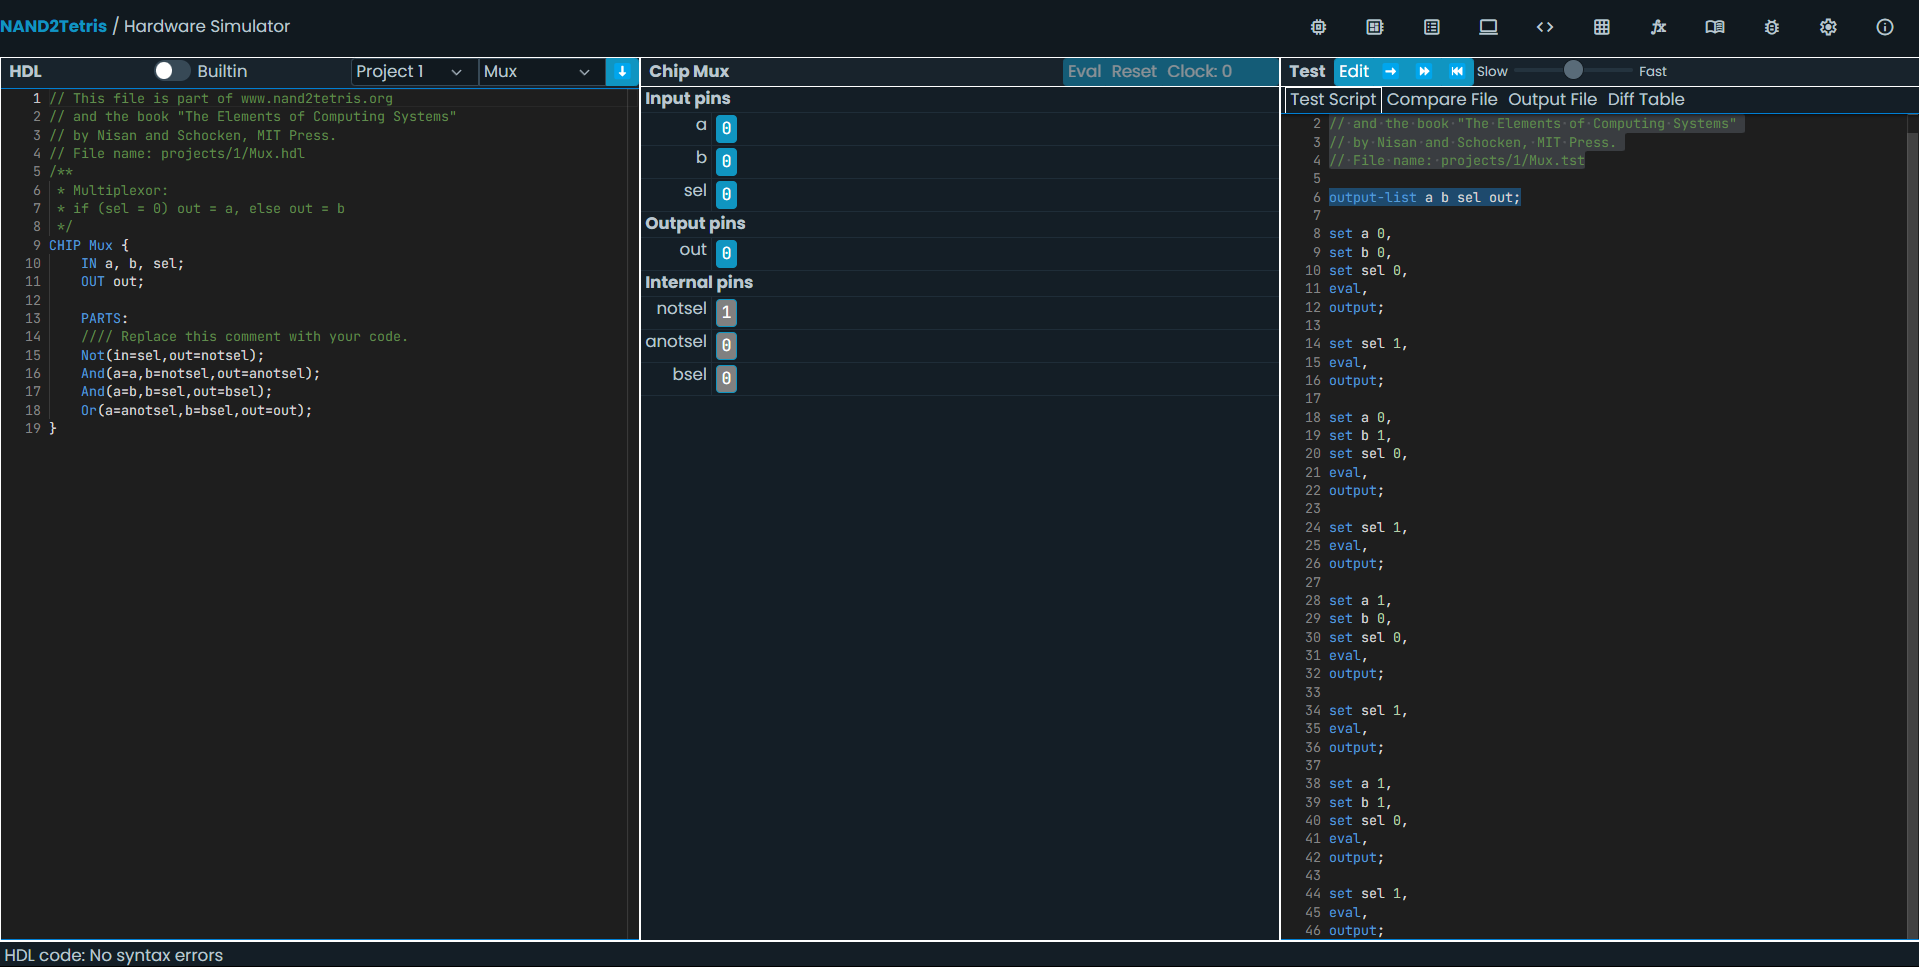 NAND2Tetris / Hardware Simulator
HDL Builtin Project 1 Mux
1 // This file is part of www.nand2tetris.org
2 // and the book "The Elements of Computing Systems"
3 // by Nisan and Schocken, MIT Press.
4 // File name: projects/1/Mux.hdl
5 /**
6 * Multiplexor:
7 * if (sel = 0) out = a, else out = b
8 */
9 CHIP Mux {
10 IN a, b, sel;
11 OUT out;
12
13 PARTS:
14 //// Replace this comment with your code.
15 Not(in=sel,out=notsel);
16 And(a=a,b=notsel,out=anotsel);
17 And(a=b,b=sel,out=bsel);
18 Or(a=anotsel,b=bsel,out=out);
19 }
Chip Mux Eval Reset Clock: 0
Input pins
a 0
b 0
sel 0
Output pins
out 0
Internal pins
notsel 1
anotsel 0
bsel 0
Test Edit Slow Fast
Test Script Compare File Output File Diff Table
2 // and the book "The Elements of Computing Systems"
3 // by Nisan and Schocken, MIT Press.
4 // File name: projects/1/Mux.tst
5
6 output-list a b sel out;
7
8 set a 0,
9 set b 0,
10 set sel 0,
11 eval,
12 output;
13
14 set sel 1,
15 eval,
16 output;
17
18 set a 0,
19 set b 1,
20 set sel 0,
21 eval,
22 output;
23
24 set sel 1,
25 eval,
26 output;
27
28 set a 1,
29 set b 0,
30 set sel 0,
31 eval,
32 output;
33
34 set sel 1,
35 eval,
36 output;
37
38 set a 1,
39 set b 1,
40 set sel 0,
41 eval,
42 output;
43
44 set sel 1,
45 eval,
46 output;
HDL code: No syntax errors